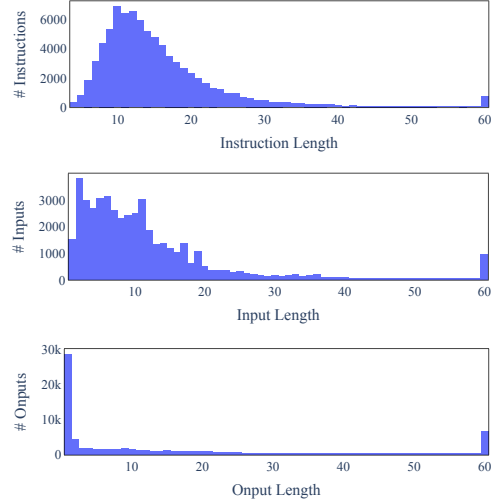 # Instructions
6000
4000
2000
0
10 20 30 40 50 60
Instruction Length
# Inputs
3000
2000
1000
0
10 20 30 40 50 60
Input Length
# Onputs
30k
20k
10k
0
10 20 30 40 50 60
Onput Length